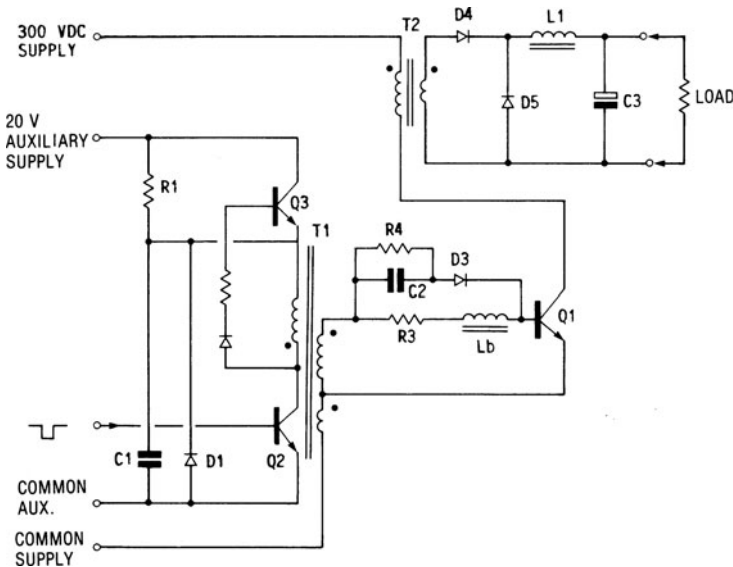 300 VDC
SUPPLY
T2
D4
L1
D5
C3
LOAD
20 V
AUXILIARY
SUPPLY
R1
Q3
T1
R4
D3
C2
R3
Lb
Q1
C1
D1
Q2
COMMON
AUX.
COMMON
SUPPLY